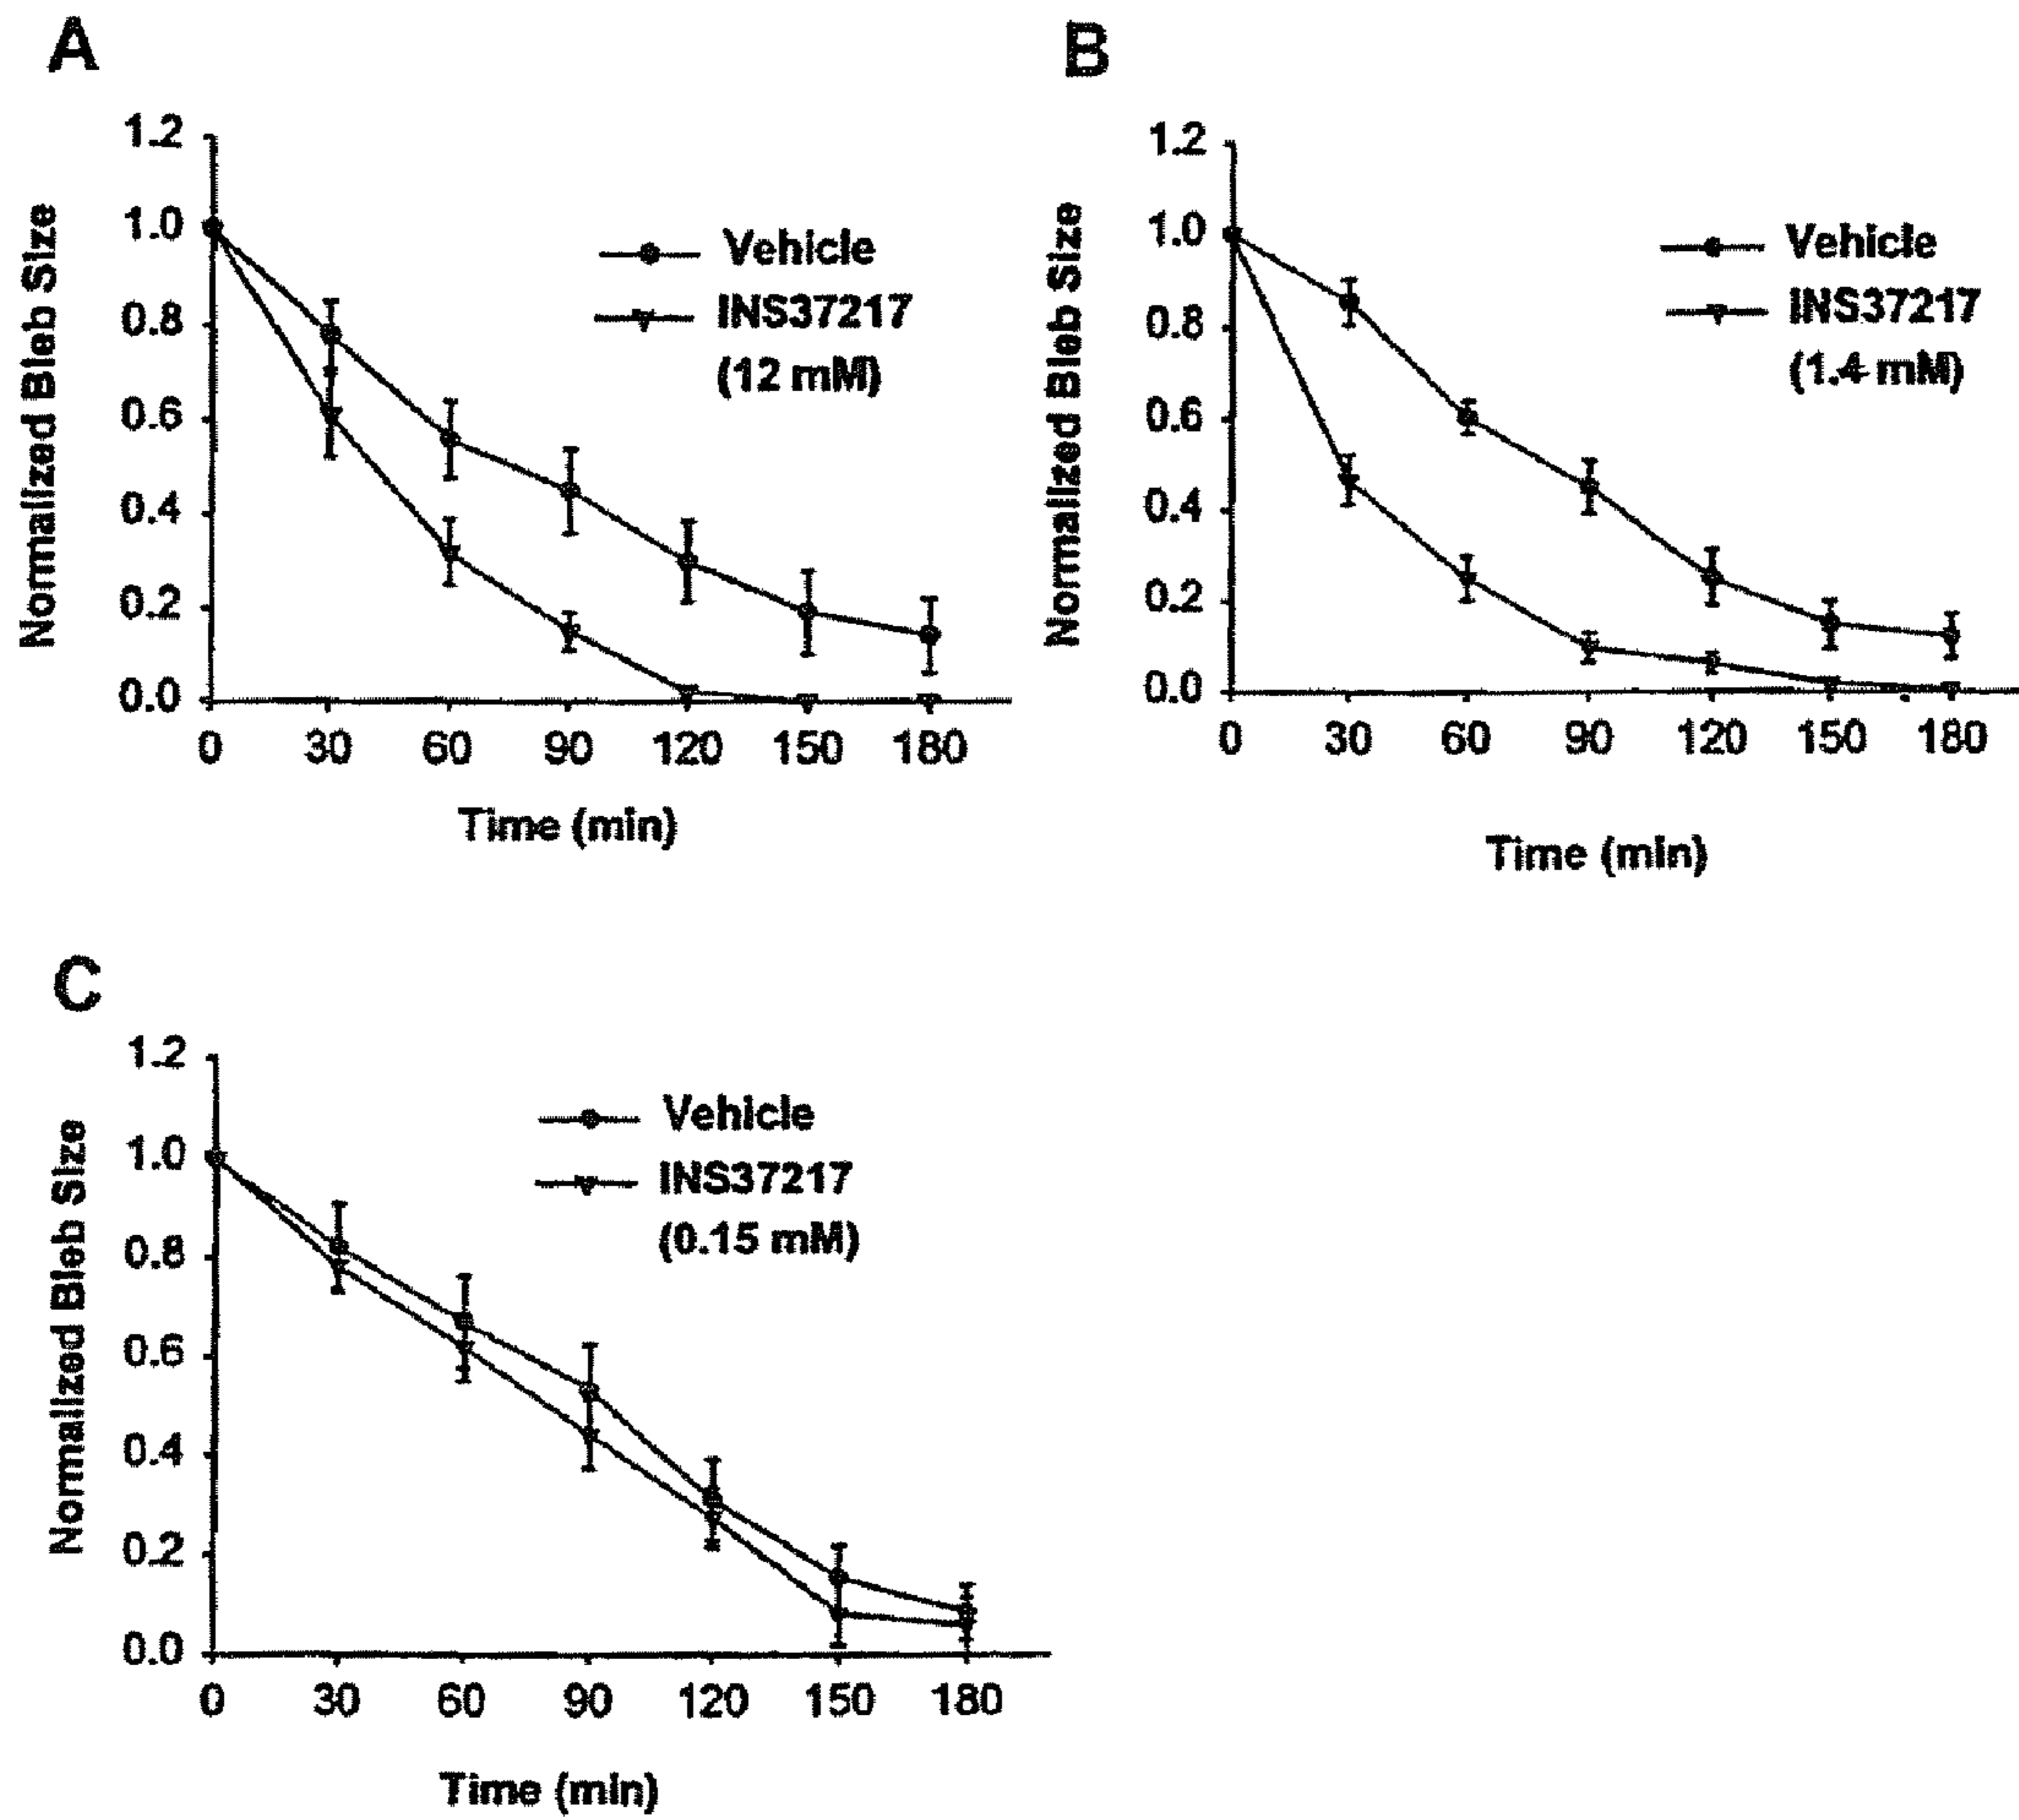 A
Normalized Bleb Size
1.2
1.0
0.8
0.6
0.4
0.2
0.0
0 30 60 90 120 150 180
Time (min)
Vehicle
INS37217
(12 mM)
B
Normalized Bleb Size
1.2
1.0
0.8
0.6
0.4
0.2
0.0
0 30 60 90 120 150 180
Time (min)
Vehicle
INS37217
(1.4 mM)
C
Normalized Bleb Size
1.2
1.0
0.8
0.6
0.4
0.2
0.0
0 30 60 90 120 150 180
Time (min)
Vehicle
INS37217
(0.15 mM)